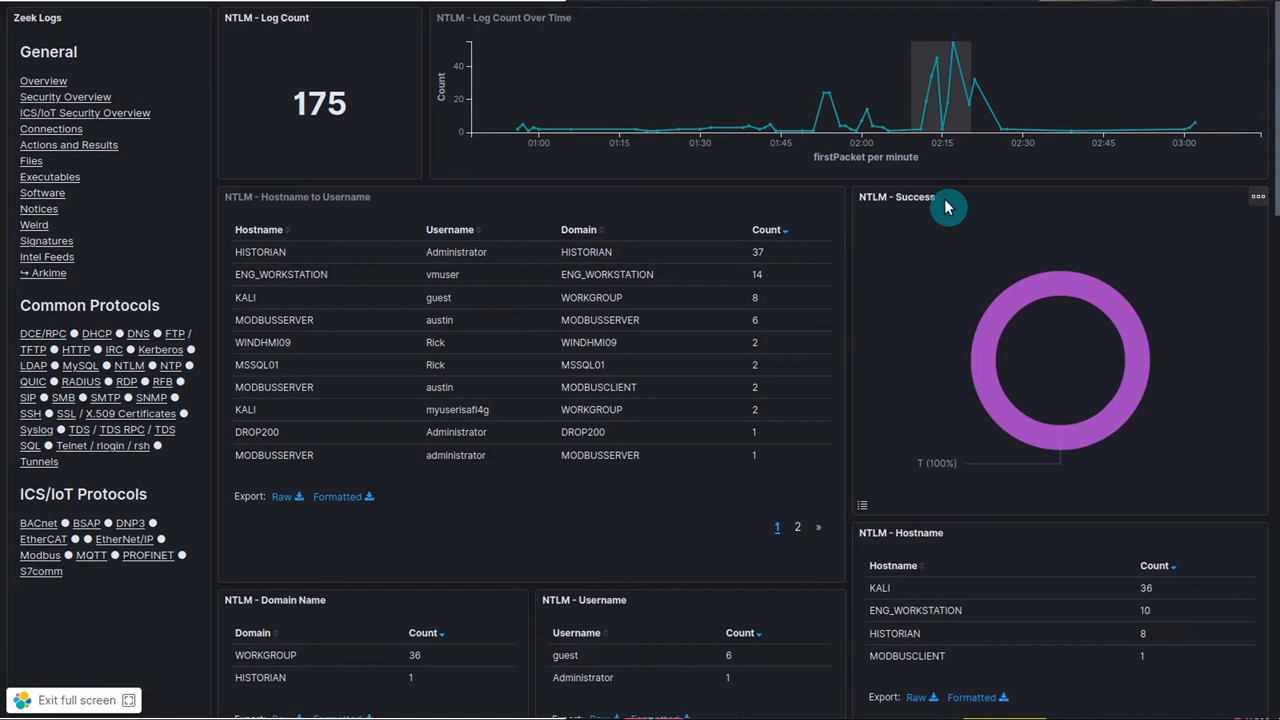 Zeek Logs
General
Overview
Security Overview
ICS/IoT Security Overview
Connections
Actions and Results
Files
Executables
Software
Notices
Weird
Signatures
Intel Feeds
↪ Arkime
Common Protocols
DCE/RPC ● DHCP ● DNS ● FTP /
TFTP ● HTTP ● IRC ● Kerberos ●
LDAP ● MySQL ● NTLM ● NTP ●
QUIC ● RADIUS ● RDP ● RFB ●
SIP ● SMB ● SMTP ● SNMP ●
SSH ● SSL / X.509 Certificates ●
Syslog ● TDS / TDS RPC / TDS
SQL ● Telnet / rlogin / rsh ●
Tunnels
ICS/IoT Protocols
BACnet ● BSAP ● DNP3 ●
EtherCAT ● ● EtherNet/IP ●
Modbus ● MQTT ● PROFINET ●
S7comm
Exit full screen
NTLM - Log Count
175
NTLM - Log Count Over Time
Count
40
20
0
01:00 01:15 01:30 01:45 02:00 02:15 02:30 02:45 03:00
firstPacket per minute
NTLM - Hostname to Username
Hostname Username Domain Count
HISTORIAN Administrator HISTORIAN 37
ENG_WORKSTATION vmuser ENG_WORKSTATION 14
KALI guest WORKGROUP 8
MODBUSSERVER austin MODBUSSERVER 6
WINDHMI09 Rick WINDHMI09 2
MSSQL01 Rick MSSQL01 2
MODBUSSERVER austin MODBUSCLIENT 2
KALI myuserisafl4g WORKGROUP 2
DROP200 Administrator DROP200 1
MODBUSSERVER administrator MODBUSSERVER 1
Export: Raw Formatted
1 2 »
NTLM - Success
T (100%)
NTLM - Domain Name
Domain Count
WORKGROUP 36
HISTORIAN 1
NTLM - Username
Username Count
guest 6
Administrator 1
NTLM - Hostname
Hostname Count
KALI 36
ENG_WORKSTATION 10
HISTORIAN 8
MODBUSCLIENT 1
Export: Raw Formatted